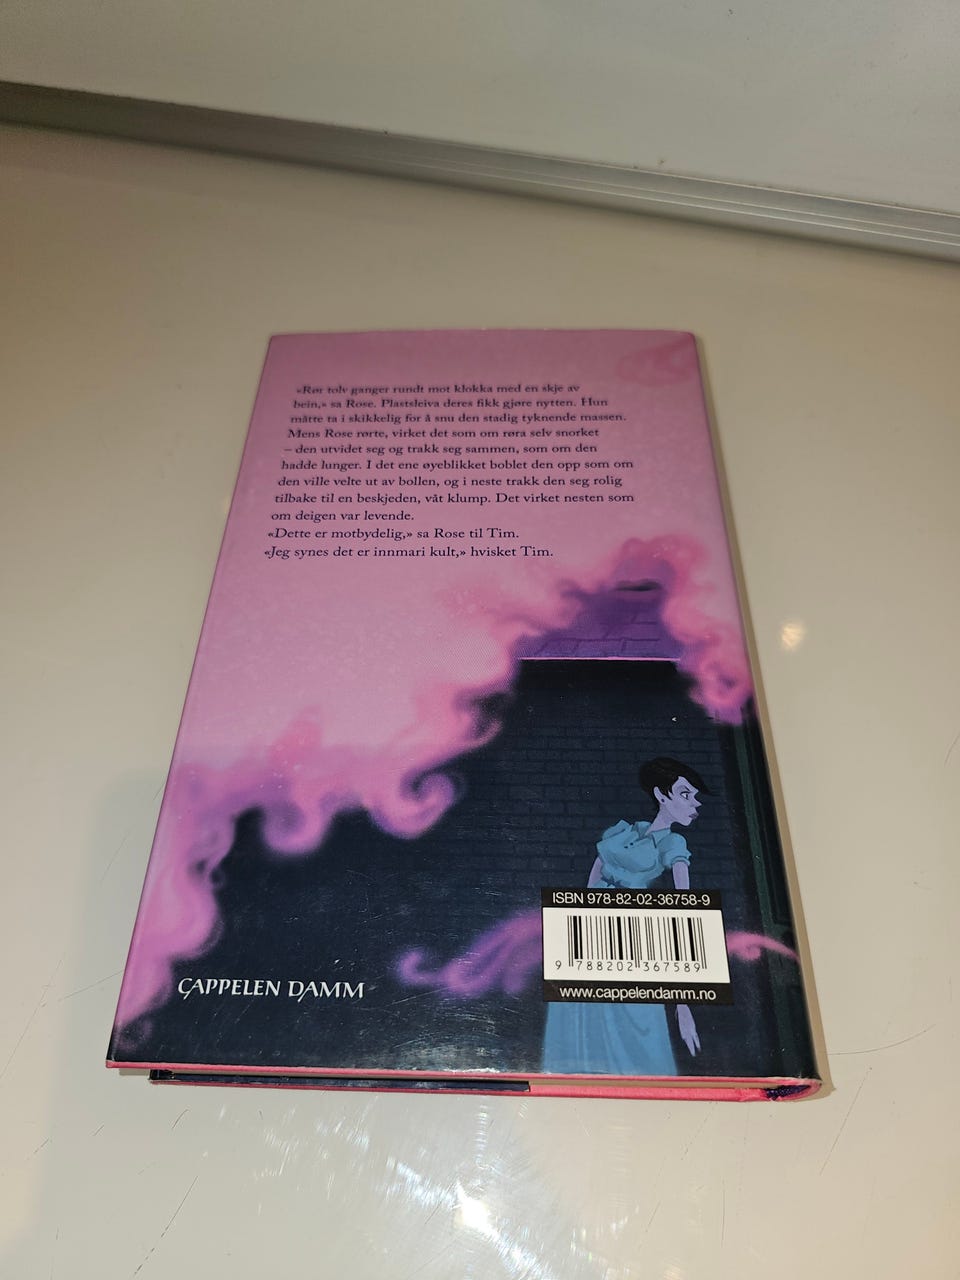 «Rør tolv ganger rundt mot klokka med en skje av
bein,» sa Rose. Plastsleiva deres fikk gjøre nytten. Hun
måtte ta i skikkelig for å snu den stadig tyknende massen.
Mens Rose rørte, virket det som om røra selv snorket
– den utvidet seg og trakk seg sammen, som om den
hadde lunger. I det ene øyeblikket boblet den opp som om
den ville velte ut av bollen, og i neste trakk den seg rolig
tilbake til en beskjeden, våt klump. Det virket nesten som
om deigen var levende.
«Dette er motbydelig,» sa Rose til Tim.
«Jeg synes det er innmari kult,» hvisket Tim.
ISBN 978-82-02-36758-9
9 788202 367589
www.cappelendamm.no
CAPPELEN DAMM